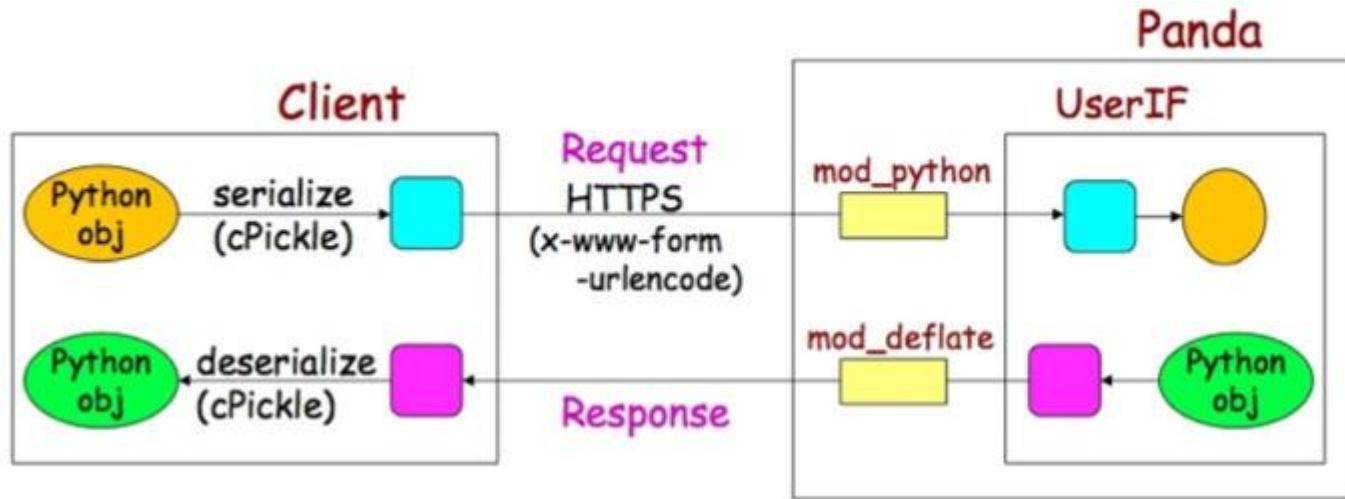 Panda
Client
UserIF
Request
mod_python
Python
obj
serialize
(cPickle)
HTTPS
(x-www-form
-urlencode)
mod_deflate
Python
obj
deserialize
(cPickle)
Response
Python
obj